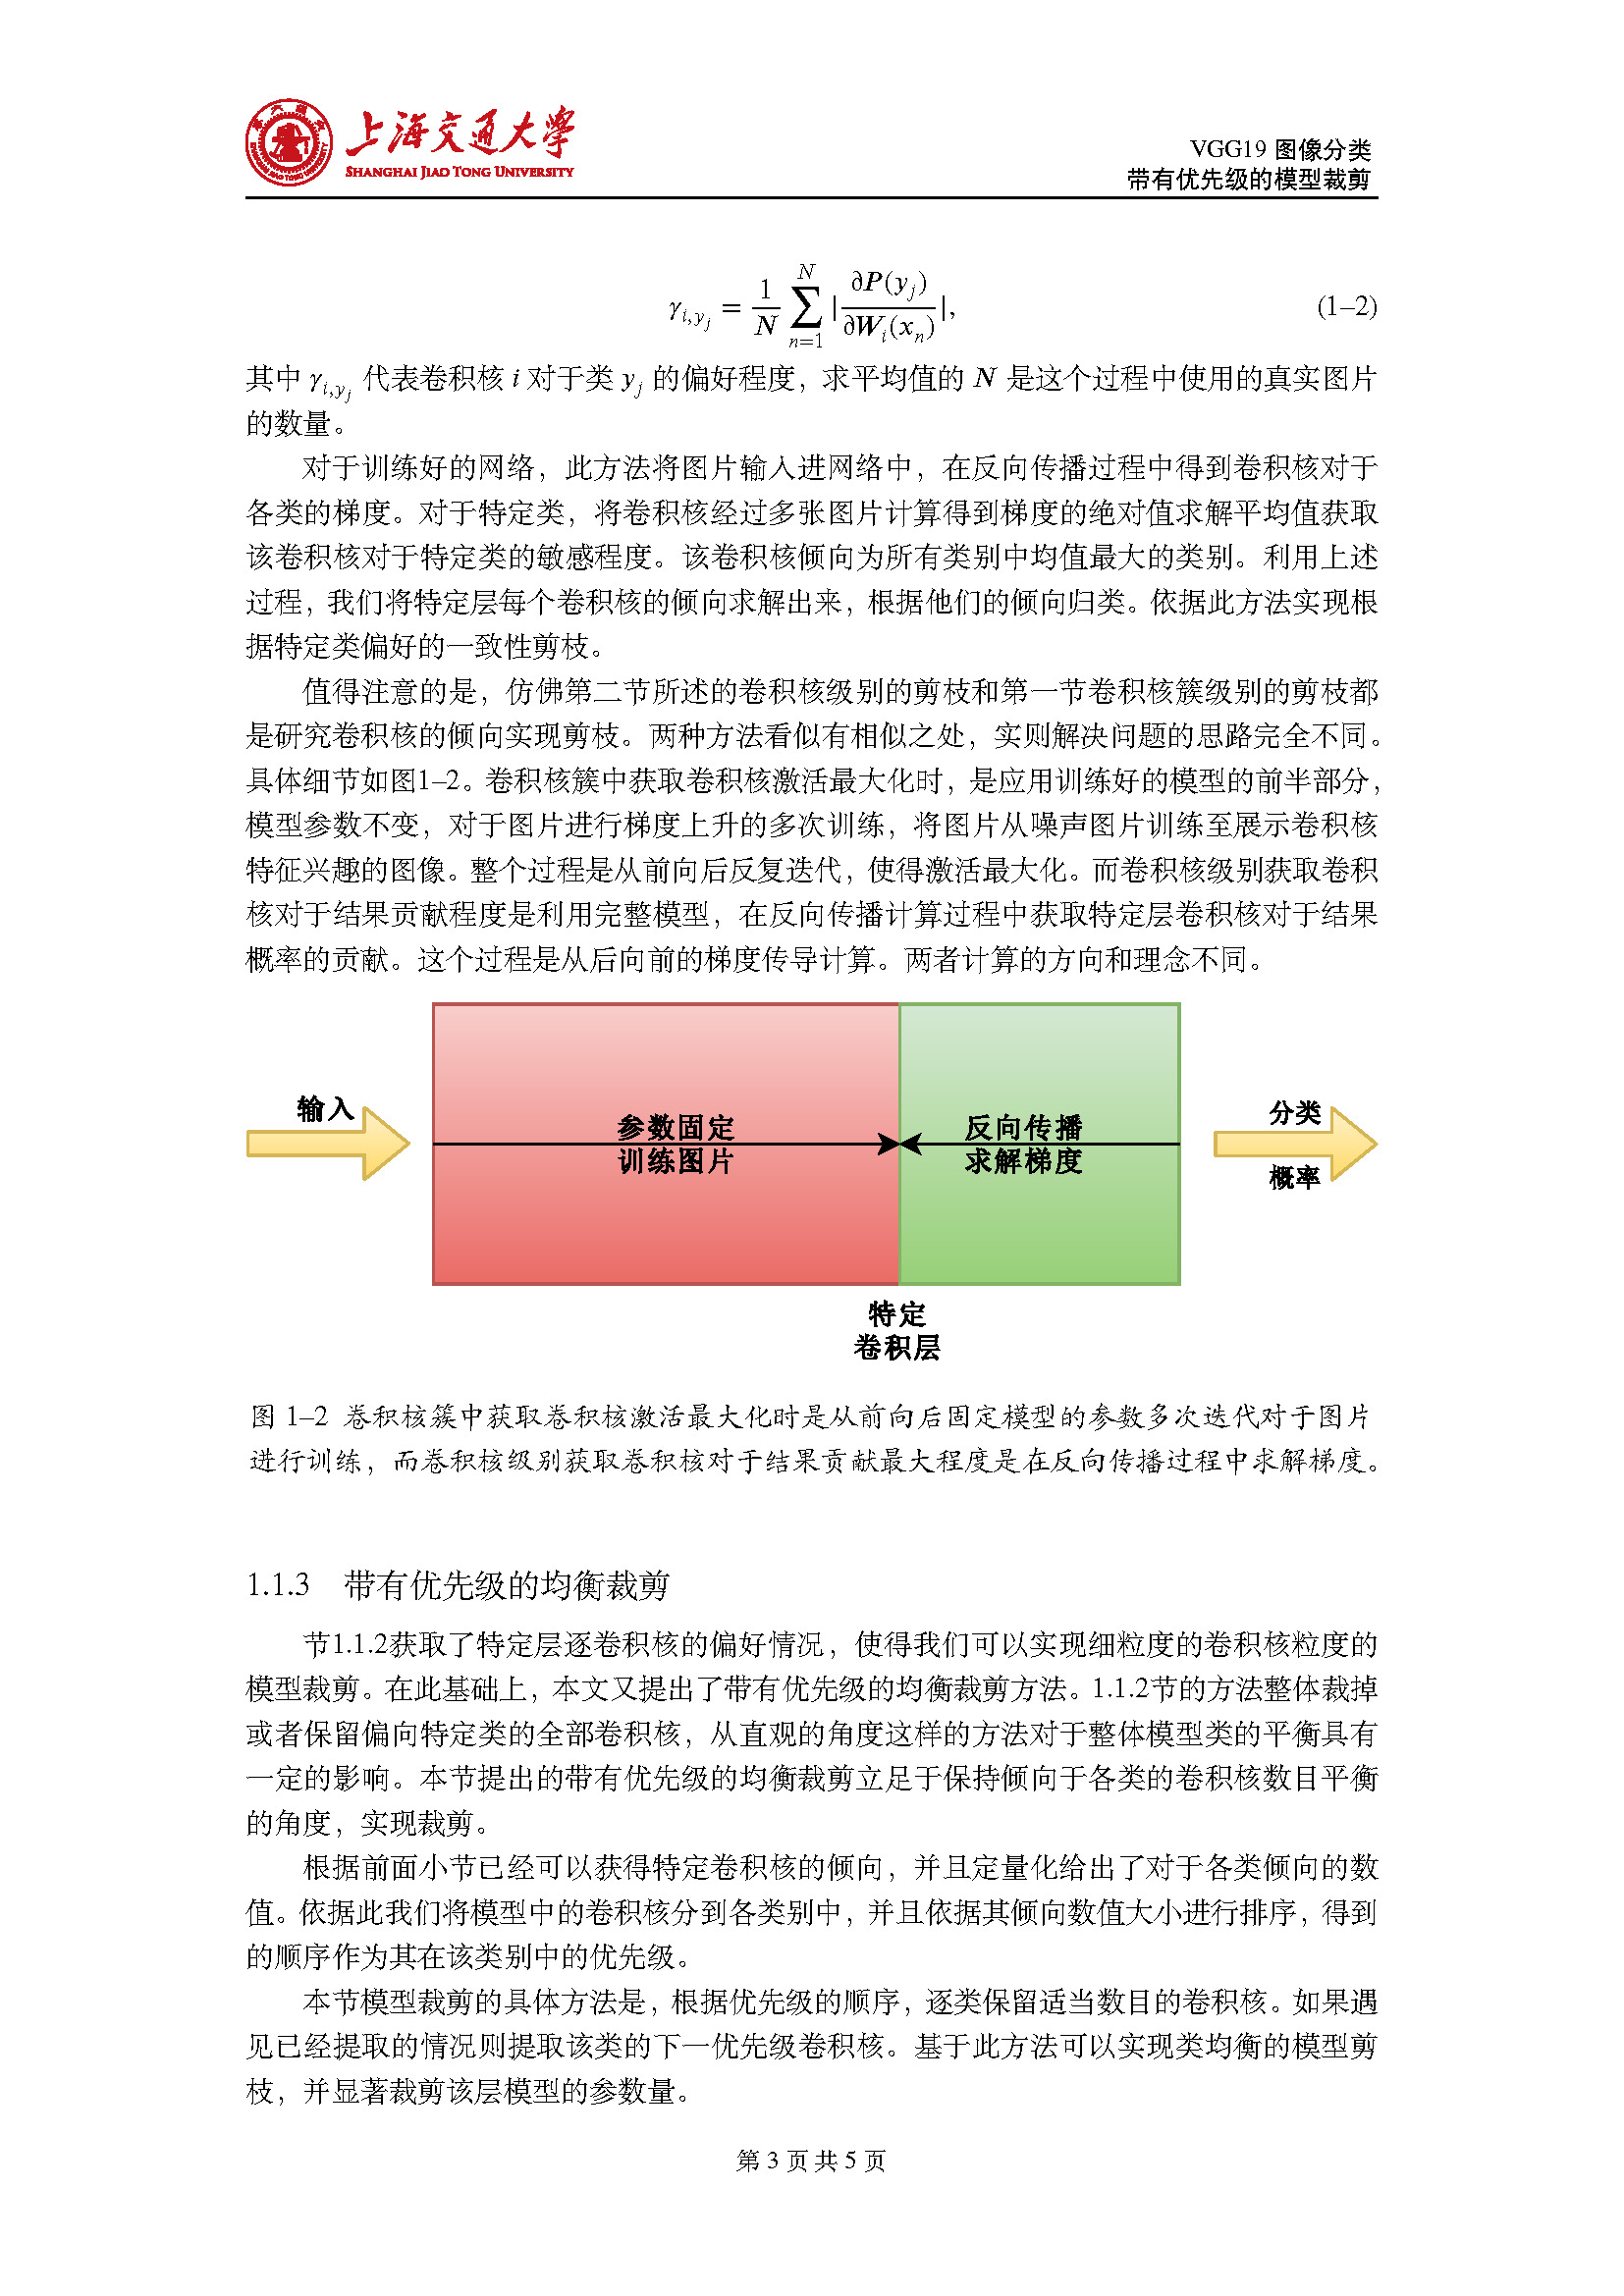 上海交通大學
SHANGHAI JIAO TONG UNIVERSITY
VGG19 图像分类
带有优先级的模型裁剪
γ_{i,y_j} = \frac{1}{N} \sum_{n=1}^{N} |\frac{∂P(y_j)}{∂W_i(x_n)}|, (1–2)
其中 γ_{i,y_j} 代表卷积核 i 对于类 y_j 的偏好程度，求平均值的 N 是这个过程中使用的真实图片
的数量。
对于训练好的网络，此方法将图片输入进网络中，在反向传播过程中得到卷积核对于
各类的梯度。对于特定类，将卷积核经过多张图片计算得到梯度的绝对值求解平均值获取
该卷积核对于特定类的敏感程度。该卷积核倾向为所有类别中均值最大的类别。利用上述
过程，我们将特定层每个卷积核的倾向求解出来，根据他们的倾向归类。依据此方法实现根
据特定类偏好的一致性剪枝。
值得注意的是，仿佛第二节所述的卷积核级别的剪枝和第一节卷积核簇级别的剪枝都
是研究卷积核的倾向实现剪枝。两种方法看似有相似之处，实则解决问题的思路完全不同。
具体细节如图1–2。卷积核簇中获取卷积核激活最大化时，是应用训练好的模型的前半部分，
模型参数不变，对于图片进行梯度上升的多次训练，将图片从噪声图片训练至展示卷积核
特征兴趣的图像。整个过程是从前向后反复迭代，使得激活最大化。而卷积核级别获取卷积
核对于结果贡献程度是利用完整模型，在反向传播计算过程中获取特定层卷积核对于结果
概率的贡献。这个过程是从后向前的梯度传导计算。两者计算的方向和理念不同。
输入
参数固定
训练图片
反向传播
求解梯度
分类
概率
特定
卷积层
图 1–2 卷积核簇中获取卷积核激活最大化时是从前向后固定模型的参数多次迭代对于图片
进行训练，而卷积核级别获取卷积核对于结果贡献最大程度是在反向传播过程中求解梯度。
1.1.3 带有优先级的均衡裁剪
节1.1.2获取了特定层逐卷积核的偏好情况，使得我们可以实现细粒度的卷积核粒度的
模型裁剪。在此基础上，本文又提出了带有优先级的均衡裁剪方法。1.1.2节的方法整体裁掉
或者保留偏向特定类的全部卷积核，从直观的角度这样的方法对于整体模型类的平衡具有
一定的影响。本节提出的带有优先级的均衡裁剪立足于保持倾向于各类的卷积核数目平衡
的角度，实现裁剪。
根据前面小节已经可以获得特定卷积核的倾向，并且定量化给出了对于各类倾向的数
值。依据此我们将模型中的卷积核分到各类别中，并且依据其倾向数值大小进行排序，得到
的顺序作为其在该类别中的优先级。
本节模型裁剪的具体方法是，根据优先级的顺序，逐类保留适当数目的卷积核。如果遇
见已经提取的情况则提取该类的下一优先级卷积核。基于此方法可以实现类均衡的模型剪
枝，并显著裁剪该层模型的参数量。
第 3 页 共 5 页